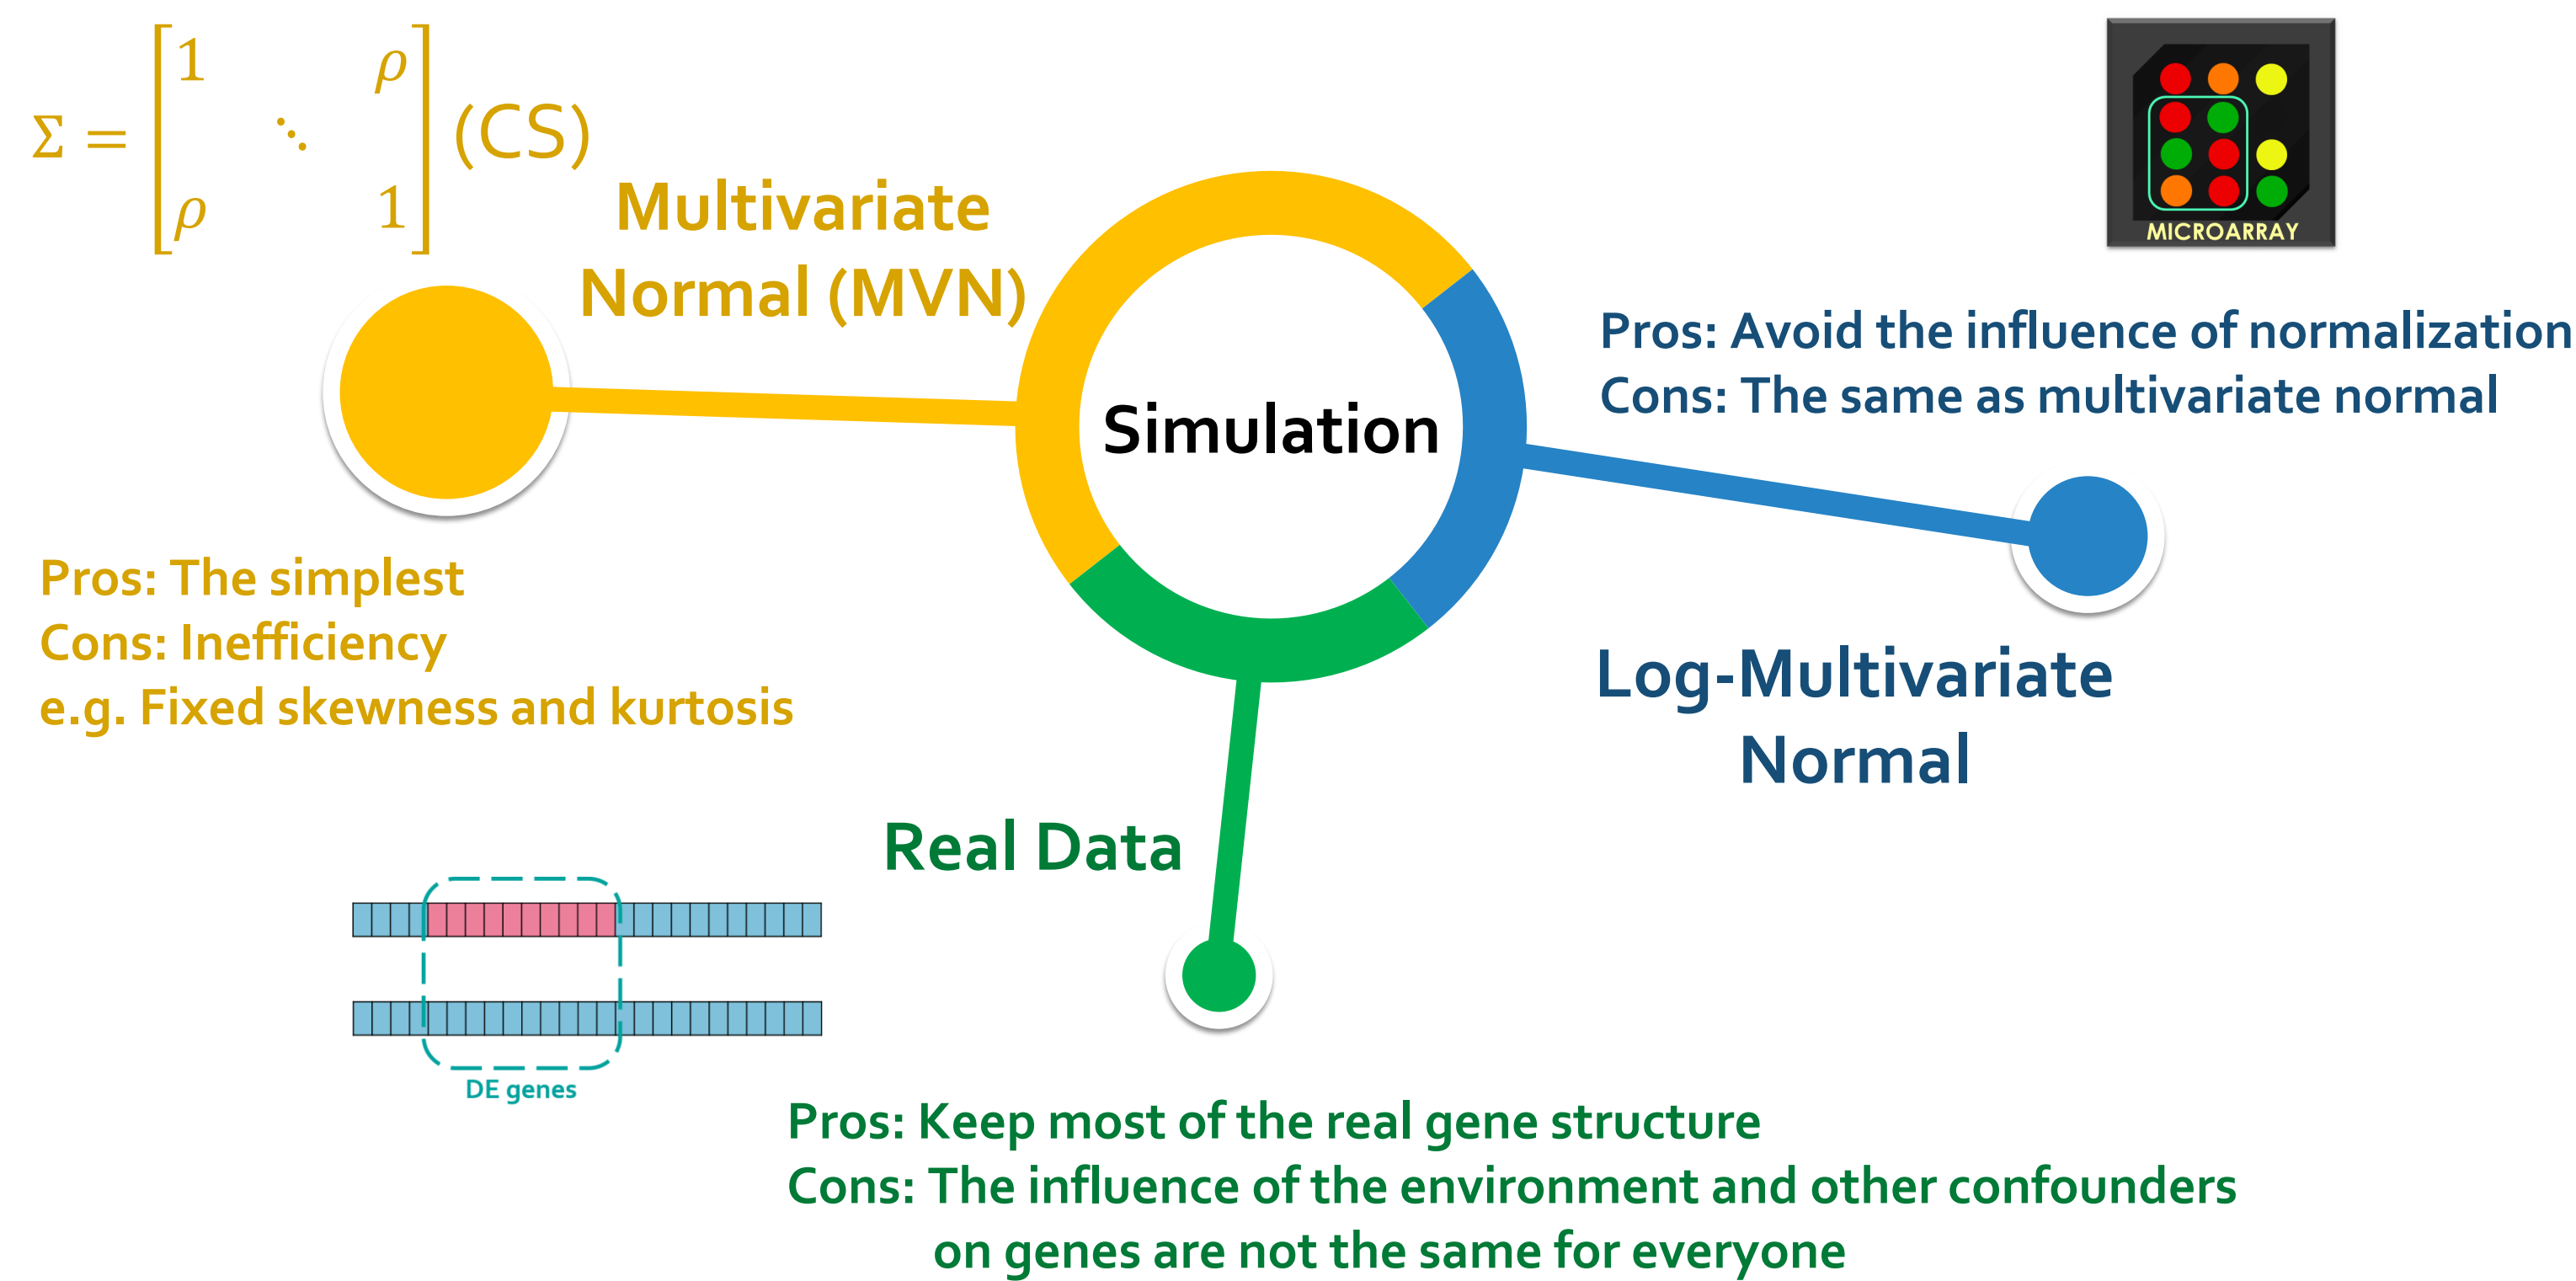 Σ = [1 ρ ⋱ ρ 1] (CS)
Multivariate
Normal (MVN)
Pros: The simplest
Cons: Inefficiency
e.g. Fixed skewness and kurtosis
Simulation
MICROARRAY
Pros: Avoid the influence of normalization
Cons: The same as multivariate normal
Log-Multivariate
Normal
Real Data
DE genes
Pros: Keep most of the real gene structure
Cons: The influence of the environment and other confounders
on genes are not the same for everyone